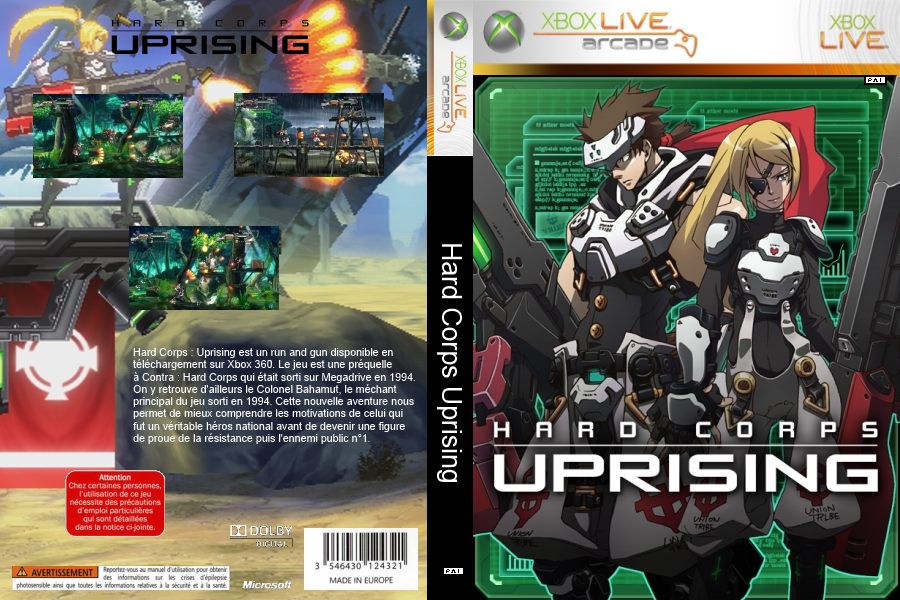 HARD CORPS
UPRISING
Hard Corps : Uprising est un run and gun disponible en
téléchargement sur Xbox 360. Le jeu est une préquelle
à Contra : Hard Corps qui était sorti sur Megadrive en 1994.
On y retrouve d'ailleurs le Colonel Bahamut, le méchant
principal du jeu sorti en 1994. Cette nouvelle aventure nous
permet de mieux comprendre les motivations de celui qui
fut un véritable héros national avant de devenir une figure
de proue de la résistance puis l'ennemi public n°1.
Attention
Chez certaines personnes,
l'utilisation de ce jeu
nécessite des précautions
d'emploi particulières
qui sont détaillées
dans la notice ci-jointe.
DOLBY
DIGITAL
AVERTISSEMENT
Reportez-vous au manuel d'utilisation pour obtenir
des informations sur les crises d'épilepsie
photosensible ainsi que toutes les informations relatives à la sécurité et à la santé.
Microsoft
3 546430 124321
MADE IN EUROPE
XBOX LIVE
arcade
Hard Corps Uprising
PAL
XBOX LIVE
arcade
XBOX
LIVE
PAL
HARD CORPS
UPRISING
UNION
TRIBE
UNION
TRIBE